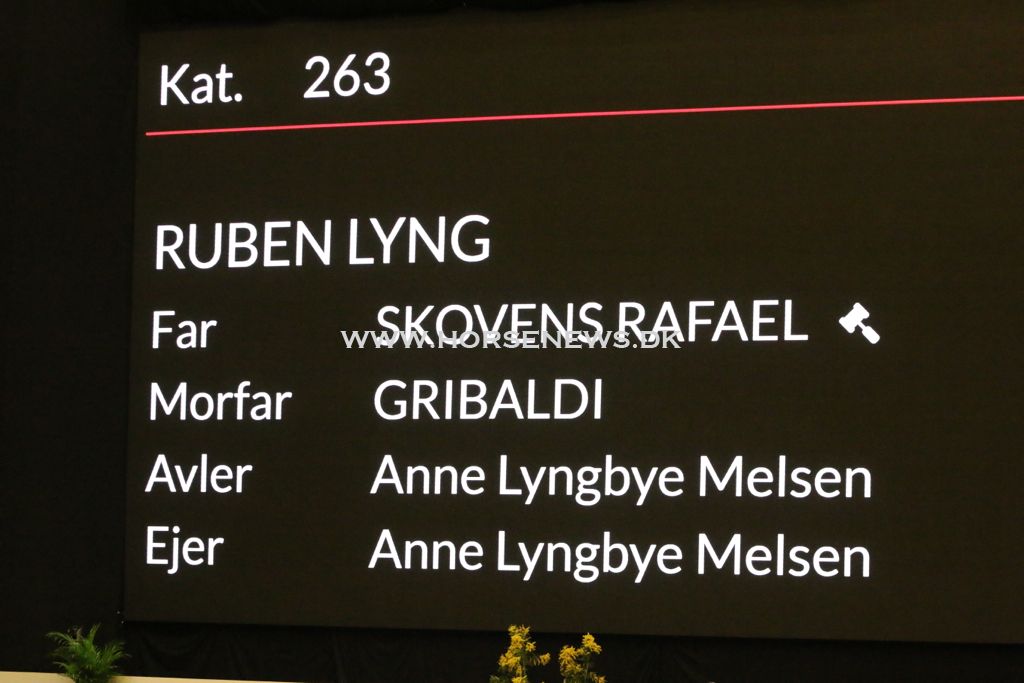 Kat. 263
RUBEN LYNG
Far SKOVENS RAFAEL
WWW.HORSENEWS.DK
Morfar GRIBALDI
Avler Anne Lyngbye Melsen
Ejer Anne Lyngbye Melsen